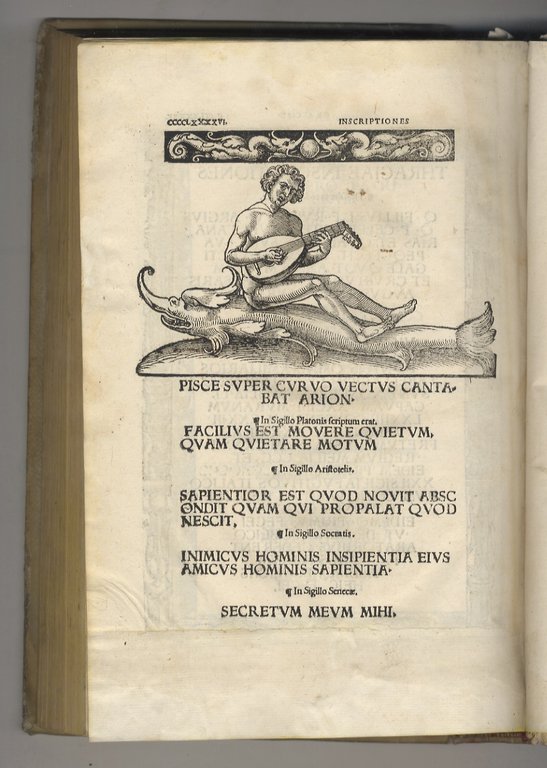 CCCCLXXXXVI.
INSCRIPTIONES
PISCE SVPER CVRVO VECTVS CANTA-
BAT ARION.
¶ In Sigillo Platonis scriptum erat.
FACILIVS EST MOVERE QVIETVM,
QVAM QVIETARE MOTVM
¶ In Sigillo Aristotelis.
SAPIENTIOR EST QVOD NOVIT ABSC
ONDIT QVAM QVI PROPALAT QVOD
NESCIT,
¶ In Sigillo Socratis.
INIMICVS HOMINIS INSIPIENTIA EIVS
AMICVS HOMINIS SAPIENTIA.
¶ In Sigillo Senecæ.
SECRETVM MEVM MIHI,